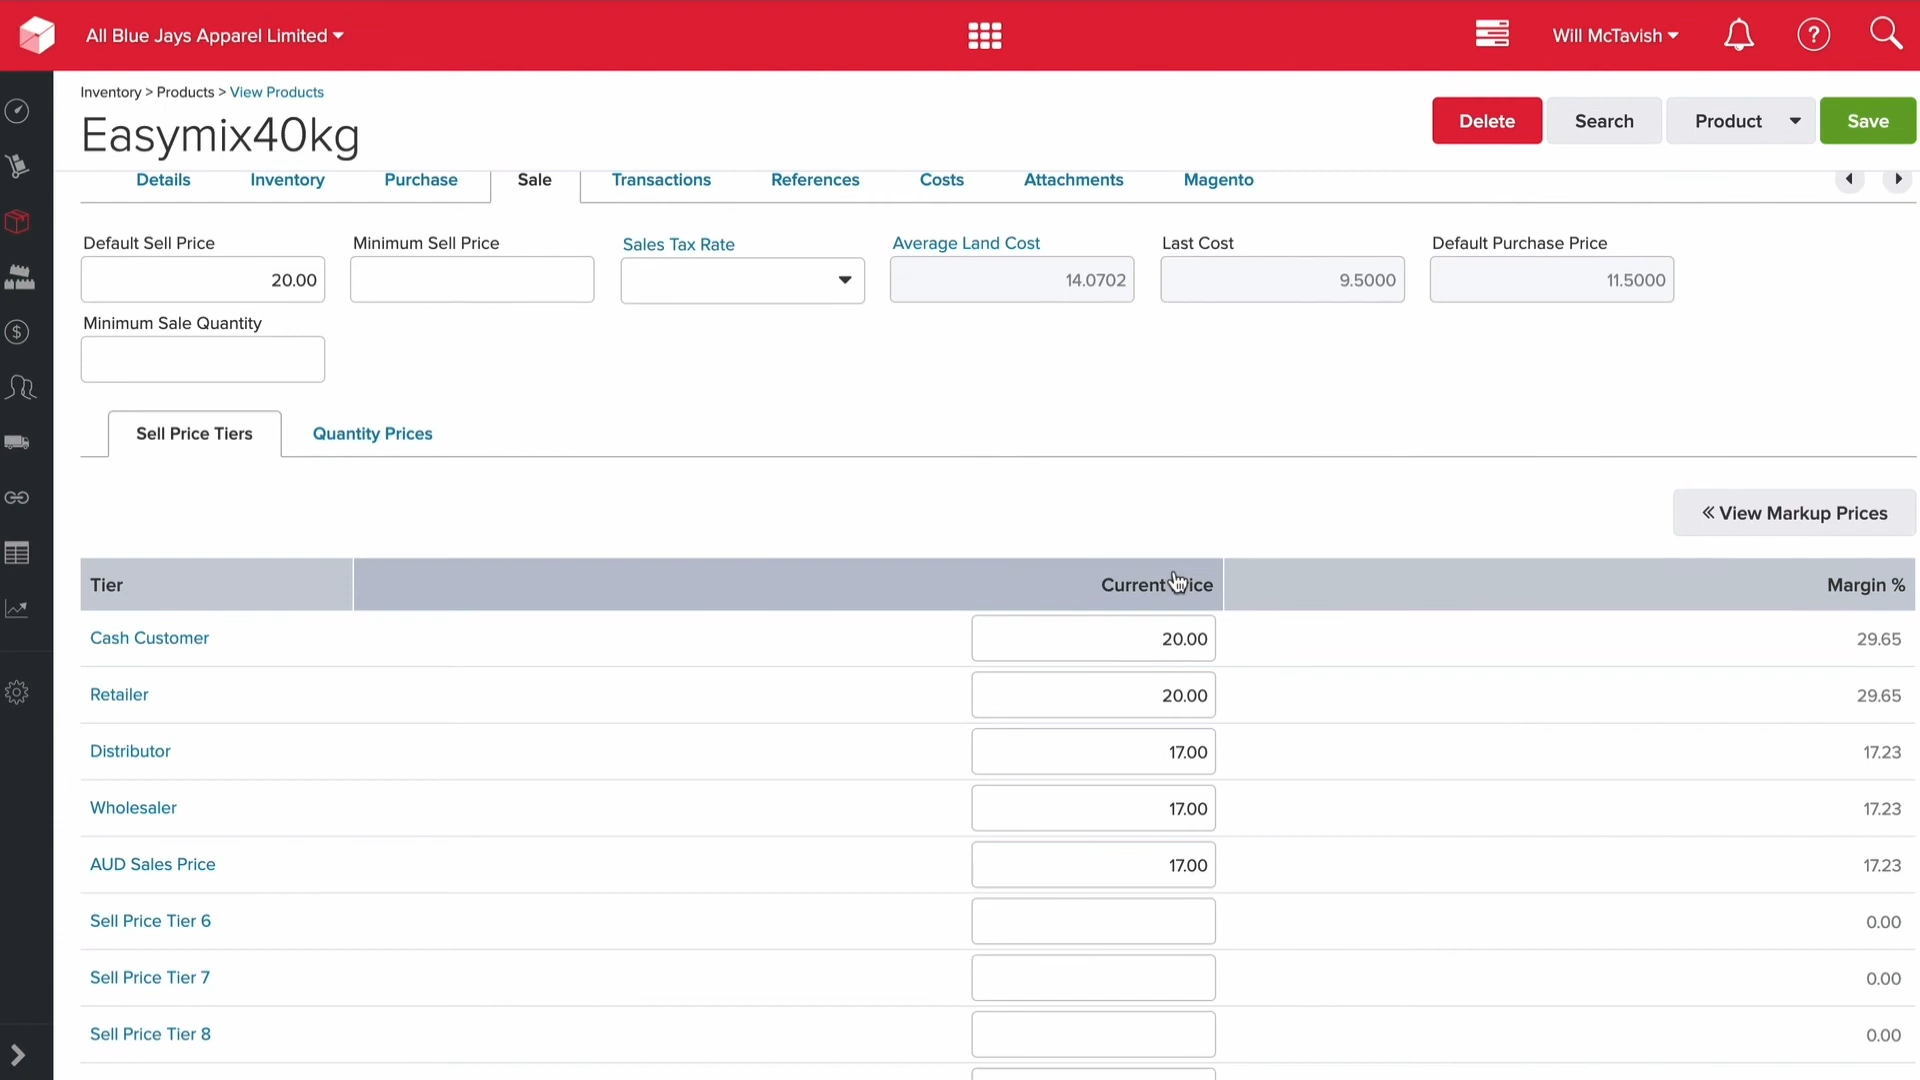 All Blue Jays Apparel Limited
Will McTavish
?
Inventory > Products > View Products
Easymix40kg
Delete
Search
Product
Save
Details
Inventory
Purchase
Sale
Transactions
References
Costs
Attachments
Magento
Default Sell Price
Minimum Sell Price
Sales Tax Rate
Average Land Cost
Last Cost
Default Purchase Price
20.00
14.0702
9.5000
11.5000
Minimum Sale Quantity
Sell Price Tiers
Quantity Prices
« View Markup Prices
Tier
Current Price
Margin %
Cash Customer
20.00
29.65
Retailer
20.00
29.65
Distributor
17.00
17.23
Wholesaler
17.00
17.23
AUD Sales Price
17.00
17.23
Sell Price Tier 6
0.00
Sell Price Tier 7
0.00
Sell Price Tier 8
0.00